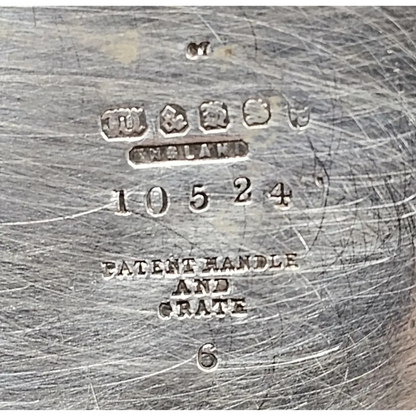 & S
ENGLAND
10524
PATENT HANDLE
AND
GRATE
6